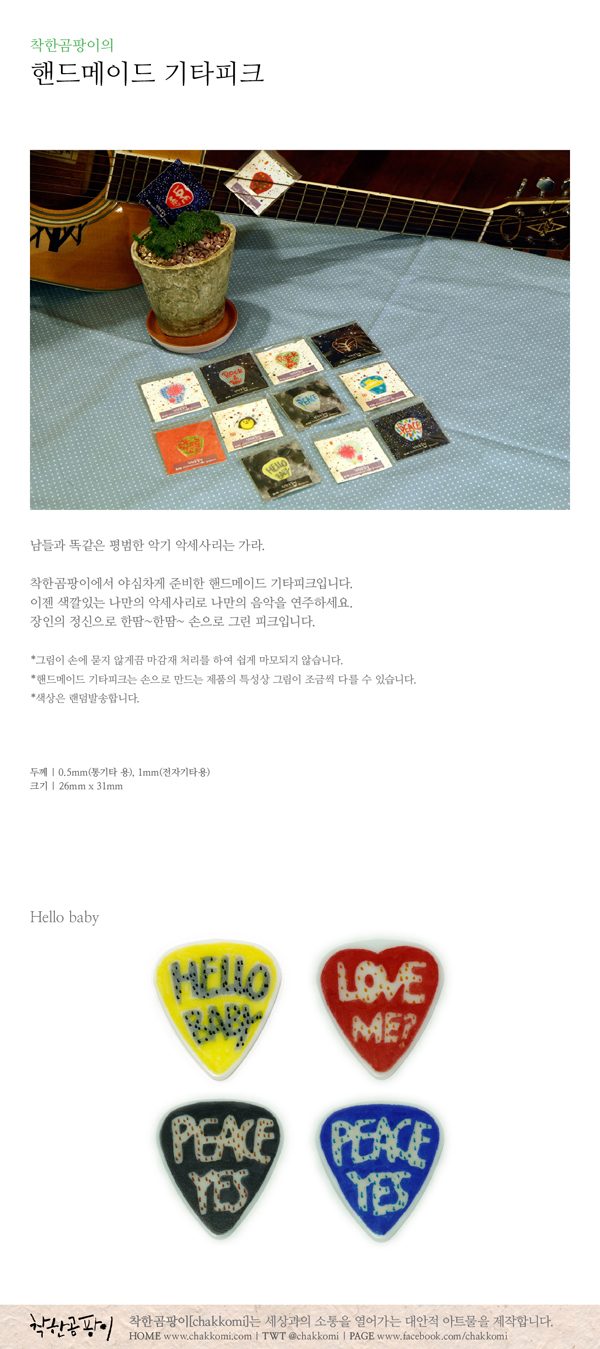 착한곰팡이의
핸드메이드 기타피크
남들과 똑같은 평범한 악기 악세사리는 가라.
착한곰팡이에서 야심차게 준비한 핸드메이드 기타피크입니다.
이젠 색깔있는 나만의 악세사리로 나만의 음악을 연주하세요.
장인의 정신으로 한땀~한땀~ 손으로 그린 피크입니다.
*그림이 손에 묻지 않게끔 마감재 처리를 하여 쉽게 마모되지 않습니다.
*핸드메이드 기타피크는 손으로 만드는 제품의 특성상 그림이 조금씩 다를 수 있습니다.
*색상은 랜덤발송합니다.
두께 | 0.5mm(통기타 용), 1mm(전자기타용)
크기 | 26mm x 31mm
Hello baby
HELLO
BABY
LOVE
ME?
PEACE
YES
PEACE
YES
착한곰팡이
착한곰팡이[chakkomi]는 세상과의 소통을 열어가는 대안적 아트물을 제작합니다.
HOME www.chakkomi.com | TWT @chakkomi | PAGE www.facebook.com/chakkomi